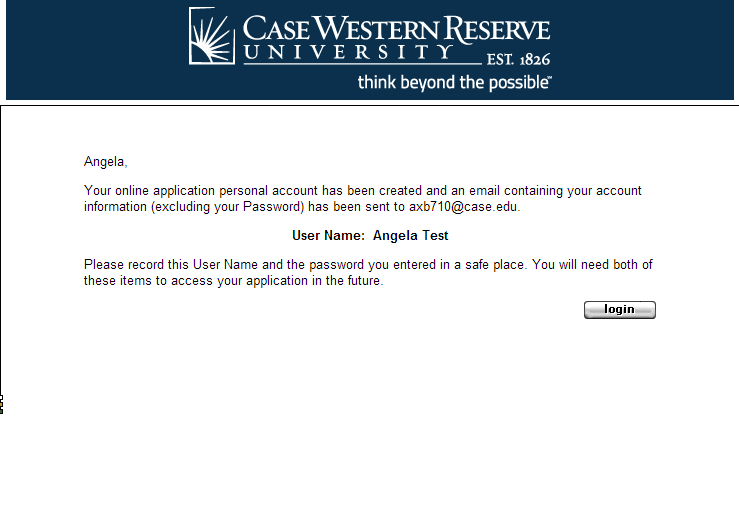 CASE WESTERN RESERVE
UNIVERSITY EST. 1826
think beyond the possible™
Angela,
Your online application personal account has been created and an email containing your account
information (excluding your Password) has been sent to axb710@case.edu.
User Name: Angela Test
Please record this User Name and the password you entered in a safe place. You will need both of
these items to access your application in the future.
login